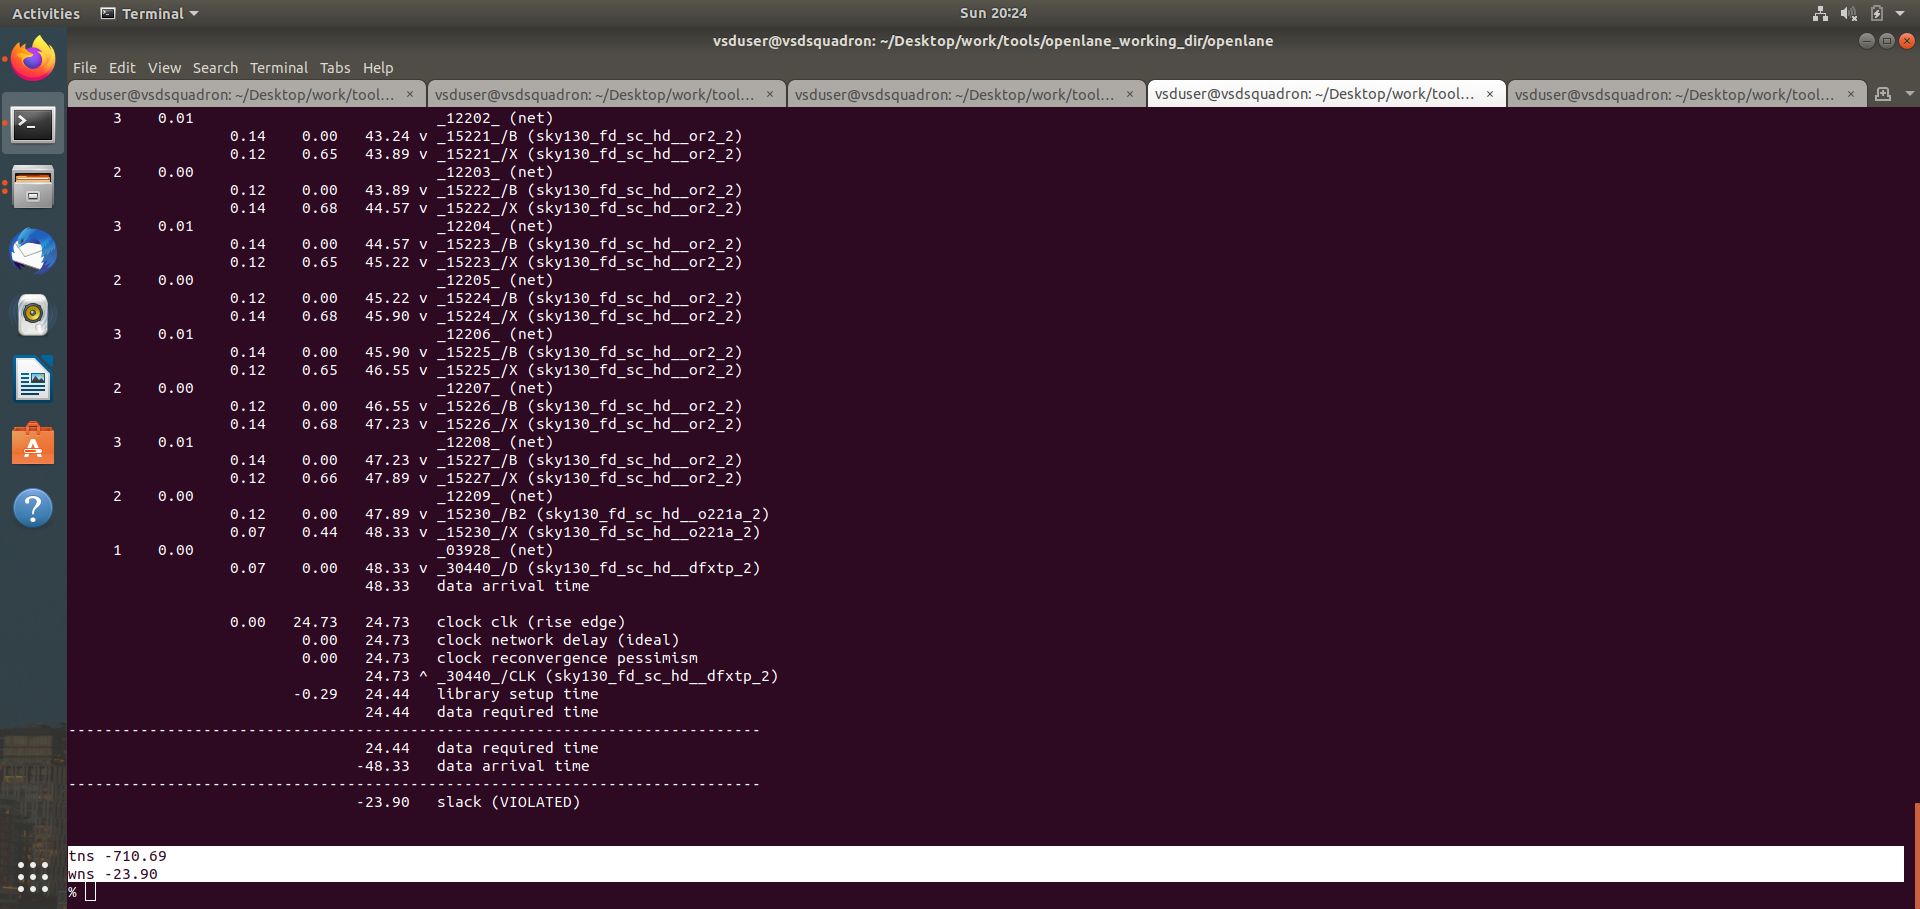 Activities Terminal Sun 20:24
vsduser@vsdsquadron: ~/Desktop/work/tools/openlane_working_dir/openlane
File Edit View Search Terminal Tabs Help
vsduser@vsdsquadron: ~/Desktop/work/tool... × vsduser@vsdsquadron: ~/Desktop/work/tool... × vsduser@vsdsquadron: ~/Desktop/work/tool... × vsduser@vsdsquadron: ~/Desktop/work/tool... × vsduser@vsdsquadron: ~/Desktop/work/tool... ×
3 0.01 _12202_ (net)
0.14 0.00 43.24 v _15221_/B (sky130_fd_sc_hd__or2_2)
0.12 0.65 43.89 v _15221_/X (sky130_fd_sc_hd__or2_2)
2 0.00 _12203_ (net)
0.12 0.00 43.89 v _15222_/B (sky130_fd_sc_hd__or2_2)
0.14 0.68 44.57 v _15222_/X (sky130_fd_sc_hd__or2_2)
3 0.01 _12204_ (net)
0.14 0.00 44.57 v _15223_/B (sky130_fd_sc_hd__or2_2)
0.12 0.65 45.22 v _15223_/X (sky130_fd_sc_hd__or2_2)
2 0.00 _12205_ (net)
0.12 0.00 45.22 v _15224_/B (sky130_fd_sc_hd__or2_2)
0.14 0.68 45.90 v _15224_/X (sky130_fd_sc_hd__or2_2)
3 0.01 _12206_ (net)
0.14 0.00 45.90 v _15225_/B (sky130_fd_sc_hd__or2_2)
0.12 0.65 46.55 v _15225_/X (sky130_fd_sc_hd__or2_2)
2 0.00 _12207_ (net)
0.12 0.00 46.55 v _15226_/B (sky130_fd_sc_hd__or2_2)
0.14 0.68 47.23 v _15226_/X (sky130_fd_sc_hd__or2_2)
3 0.01 _12208_ (net)
0.14 0.00 47.23 v _15227_/B (sky130_fd_sc_hd__or2_2)
0.12 0.66 47.89 v _15227_/X (sky130_fd_sc_hd__or2_2)
2 0.00 _12209_ (net)
0.12 0.00 47.89 v _15230_/B2 (sky130_fd_sc_hd__o221a_2)
0.07 0.44 48.33 v _15230_/X (sky130_fd_sc_hd__o221a_2)
1 0.00 _03928_ (net)
0.07 0.00 48.33 v _30440_/D (sky130_fd_sc_hd__dfxtp_2)
48.33 data arrival time
0.00 24.73 24.73 clock clk (rise edge)
0.00 24.73 clock network delay (ideal)
0.00 24.73 clock reconvergence pessimism
24.73 ^ _30440_/CLK (sky130_fd_sc_hd__dfxtp_2)
-0.29 24.44 library setup time
24.44 data required time
-----------------------------------------------------------------------------
24.44 data required time
-48.33 data arrival time
-----------------------------------------------------------------------------
-23.90 slack (VIOLATED)
tns -710.69
wns -23.90
%